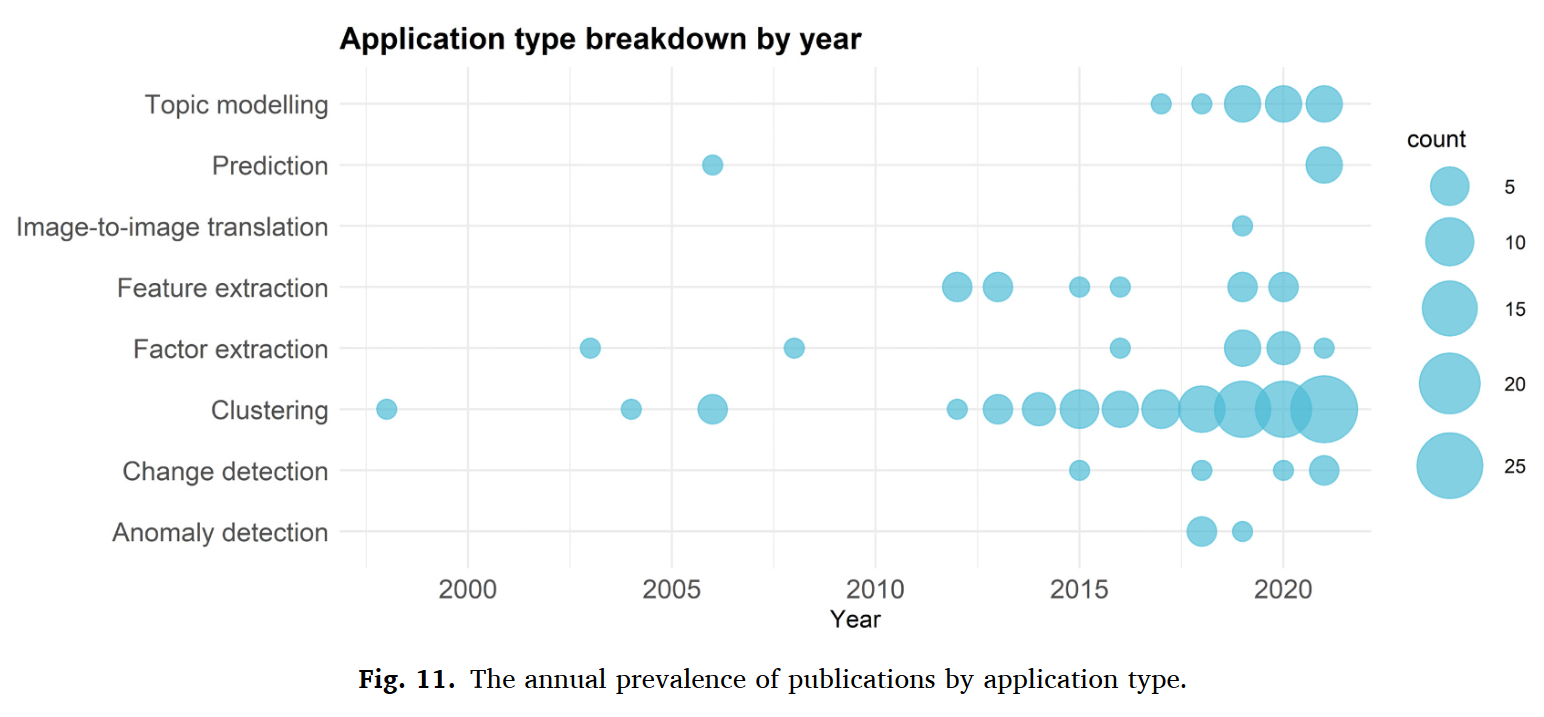 Application type breakdown by year
Topic modelling
Prediction
Image-to-image translation
Feature extraction
Factor extraction
Clustering
Change detection
Anomaly detection
2000 2005 2010 2015 2020
Year
count
5
10
15
20
25
Fig. 11. The annual prevalence of publications by application type.